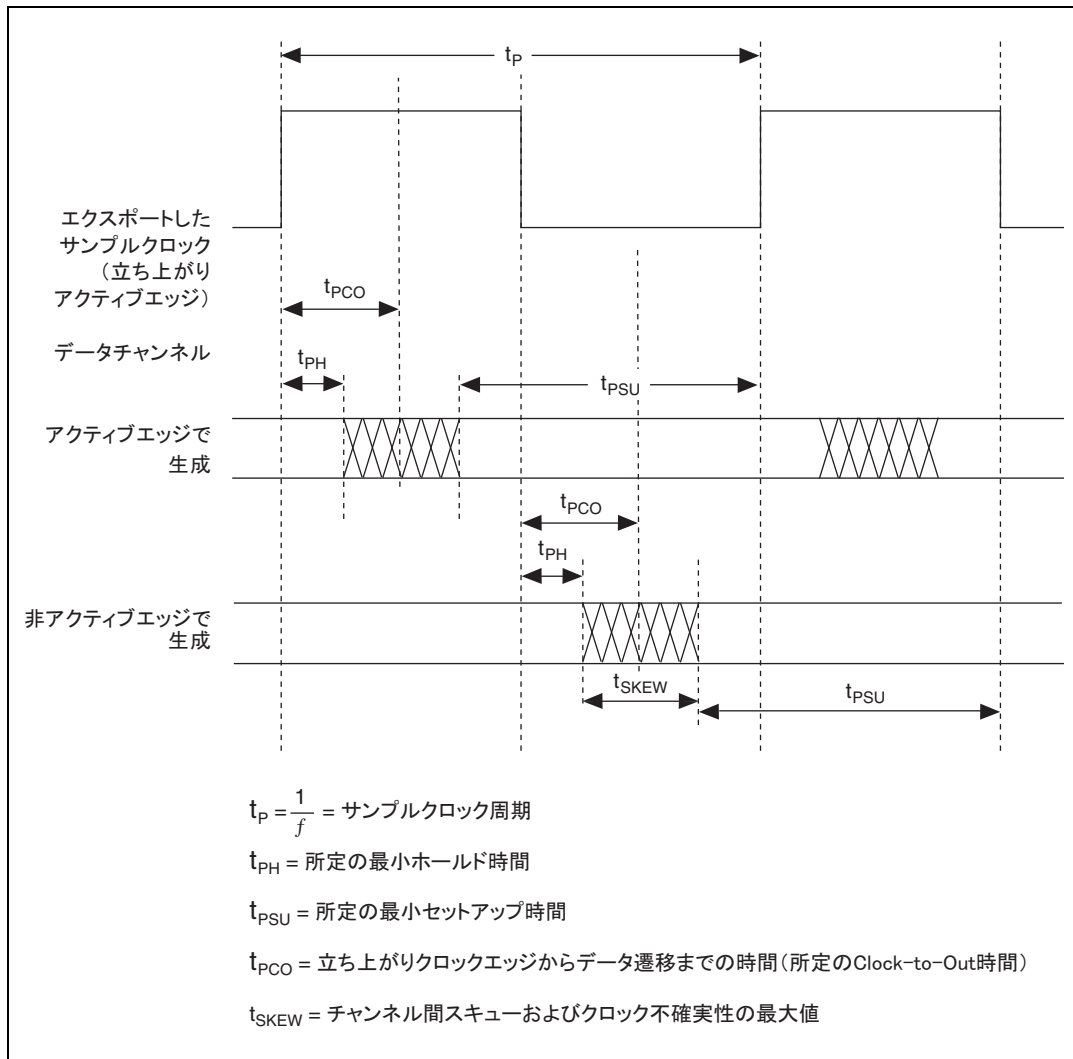 tP
エクスポートした
サンプルクロック
（立ち上がり
アクティブエッジ）
tPCO
データチャンネル
tPH
tPSU
アクティブエッジで
生成
tPCO
tPH
非アクティブエッジで
生成
tSKEW
tPSU
tP = 1/f = サンプルクロック周期
tPH = 所定の最小ホールド時間
tPSU = 所定の最小セットアップ時間
tPCO = 立ち上がりクロックエッジからデータ遷移までの時間（所定のClock-to-Out時間）
tSKEW = チャンネル間スキューおよびクロック不確実性の最大値